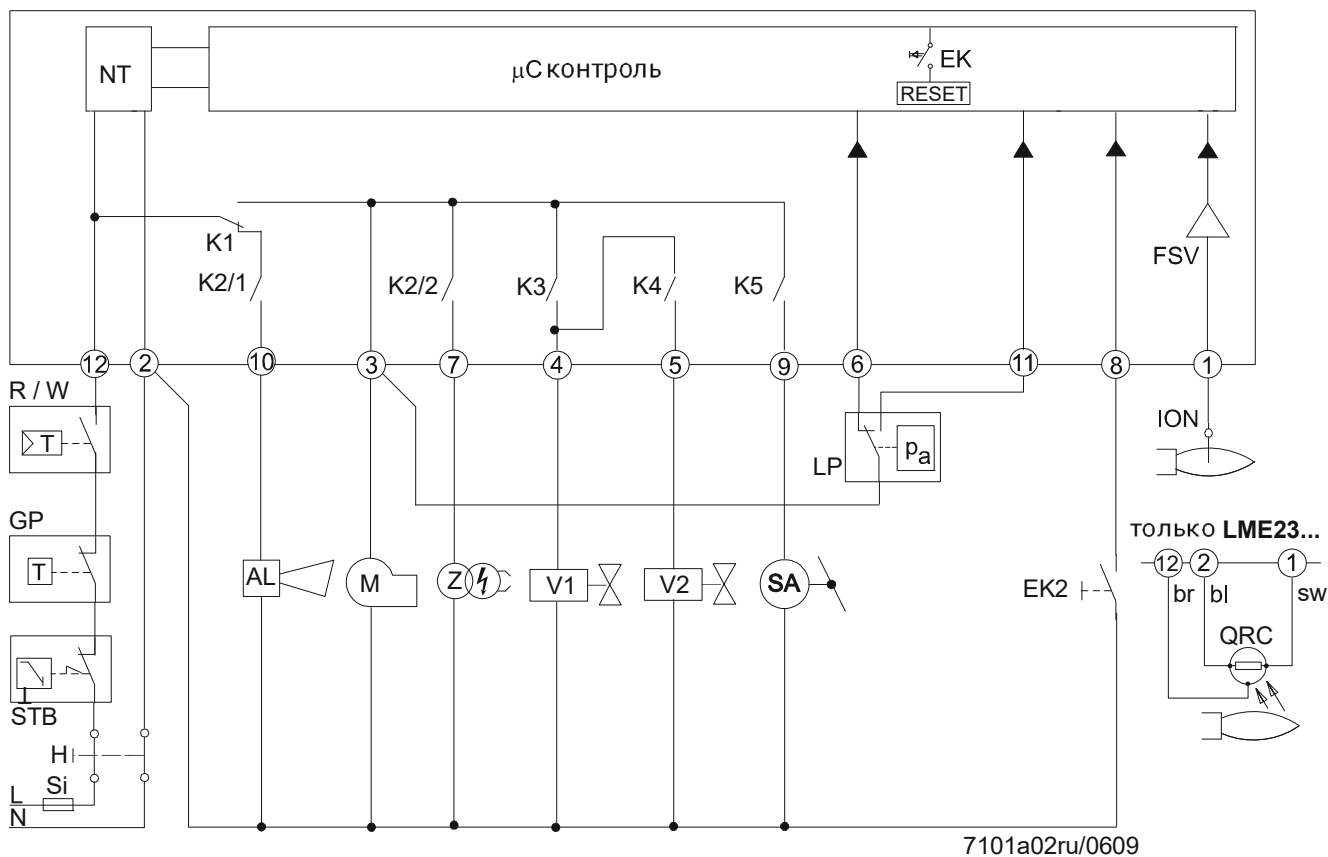 NT
µC контроль
EK
RESET
FSV
K1
K2/1
K2/2
K3
K4
K5
12
2
10
3
7
4
5
9
6
11
8
1
R / W
T
LP
pa
ION
GP
T
только LME23...
12
2
1
br
bl
sw
AL
M
Z
V1
V2
SA
EK2
QRC
STB
H
Si
L
N
7101a02ru/0609